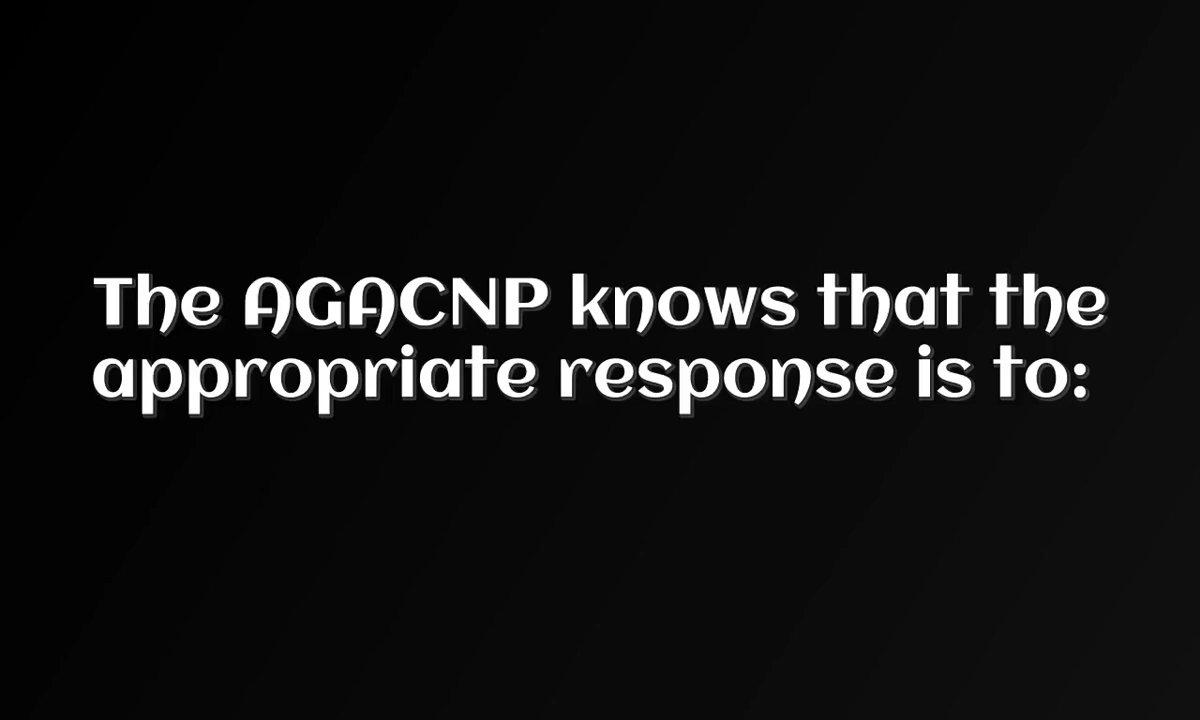 The AGACNP knows that the
appropriate response is to: